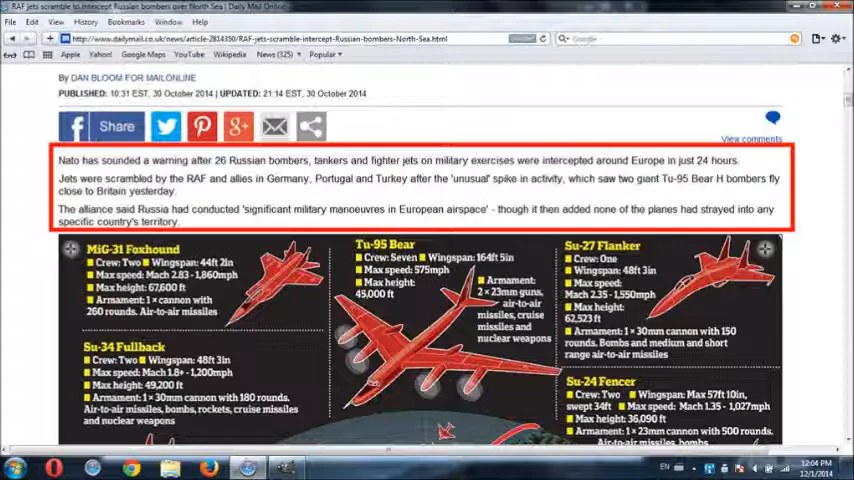 RAF jets scramble to intercept Russian bombers over North Sea | Daily Mail Online
File Edit View History Bookmarks Window Help
http://www.dailymail.co.uk/news/article-2814350/RAF-jets-scramble-intercept-Russian-bombers-North-Sea.html
Google
Apple Yahoo! Google Maps YouTube Wikipedia News (325) Popular
By DAN BLOOM FOR MAILONLINE
PUBLISHED: 10:31 EST, 30 October 2014 | UPDATED: 21:14 EST, 30 October 2014
f Share
View comments
Nato has sounded a warning after 26 Russian bombers, tankers and fighter jets on military exercises were intercepted around Europe in just 24 hours.
Jets were scrambled by the RAF and allies in Germany, Portugal and Turkey after the 'unusual' spike in activity, which saw two giant Tu-95 Bear H bombers fly
close to Britain yesterday.
The alliance said Russia had conducted 'significant military manoeuvres in European airspace' - though it then added none of the planes had strayed into any
specific country's territory.
MiG-31 Foxhound
Crew: Two Wingspan: 44ft 2in
Max speed: Mach 2.83 - 1,860mph
Max height: 67,600 ft
Armament: 1 × cannon with
260 rounds. Air-to-air missiles
Su-34 Fullback
Crew: Two Wingspan: 48ft 3in
Max speed: Mach 1.8+ - 1,200mph
Max height: 49,200 ft
Armament: 1 × 30mm cannon with 180 rounds.
Air-to-air missiles, bombs, rockets, cruise missiles
and nuclear weapons
Tu-95 Bear
Crew: Seven Wingspan: 164ft 5in
Max speed: 575mph
Max height:
45,000 ft
Armament:
2 × 23mm guns,
air-to-air
missiles, cruise
missiles and
nuclear weapons
Su-27 Flanker
Crew: One
Wingspan: 48ft 3in
Max speed:
Mach 2.35 - 1,550mph
Max height:
62,523 ft
Armament: 1 × 30mm cannon with 150
rounds. Bombs and medium and short
range air-to-air missiles
Su-24 Fencer
Crew: Two Wingspan: Max 57ft 10in,
swept 34ft Max speed: Mach 1.35 - 1,027mph
Max height: 36,090 ft
Armament: 1 × 23mm cannon with 500 rounds.
EN
12:04 PM
12/1/2014